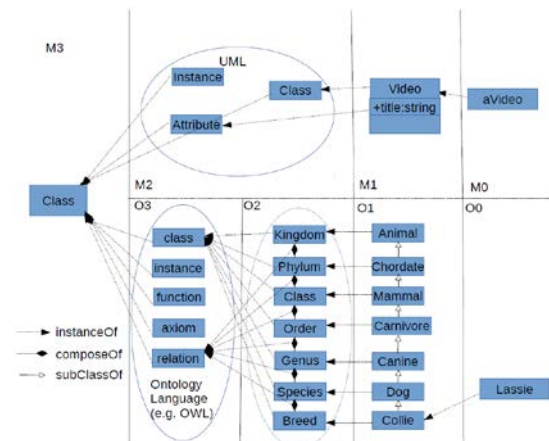 M3
UML
Instance
Class
Video
+title:string
aVideo
Attribute
Class
M2
M1
M0
O3
O2
O1
O0
class
Kingdom
Animal
instance
Phylum
Chordate
function
Class
Mammal
axiom
Order
Carnivore
relation
Genus
Canine
Species
Dog
Lassie
Breed
Collie
Ontology
Language
(e.g. OWL)
instanceOf
composeOf
subClassOf